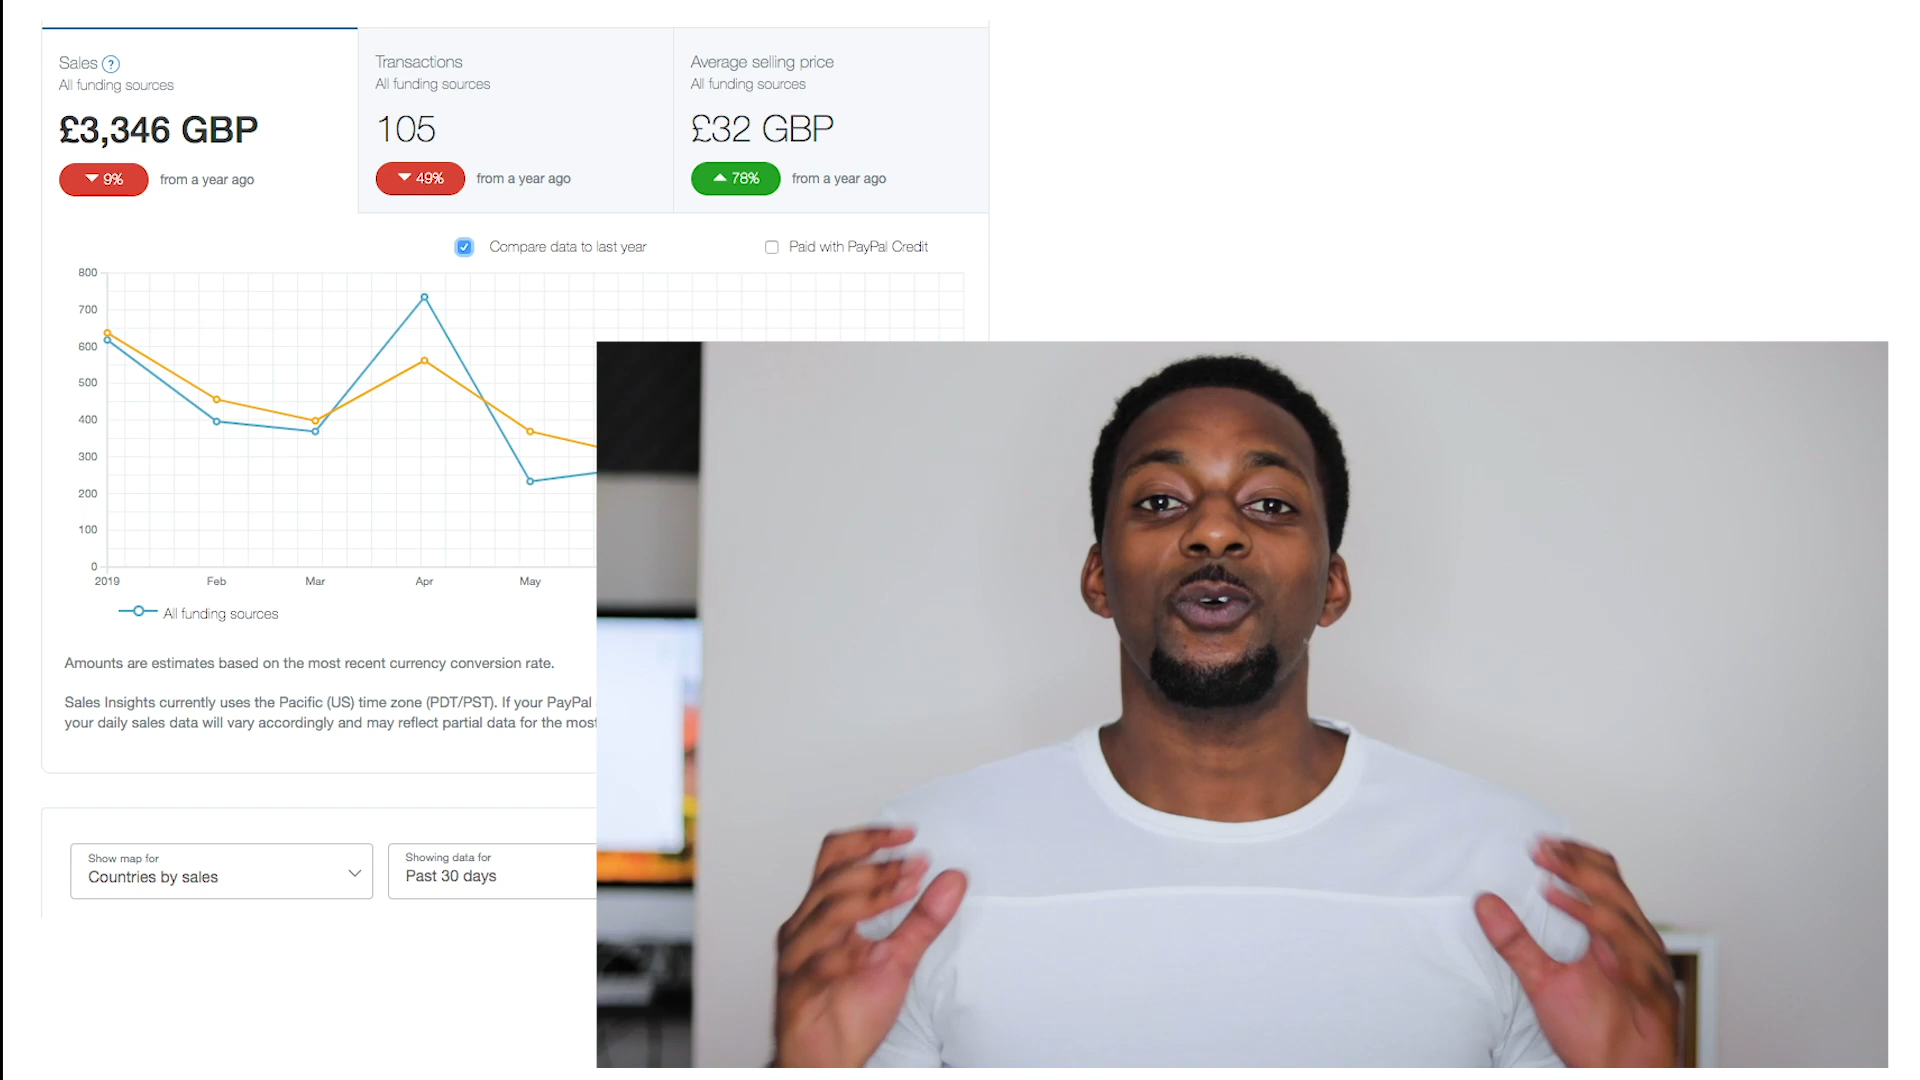 Sales ?
All funding sources
£3,346 GBP
9% from a year ago
Transactions
All funding sources
105
49% from a year ago
Average selling price
All funding sources
£32 GBP
78% from a year ago
Compare data to last year
Paid with PayPal Credit
800
700
600
500
400
300
200
100
0
2019 Feb Mar Apr May
All funding sources
Amounts are estimates based on the most recent currency conversion rate.
Sales Insights currently uses the Pacific (US) time zone (PDT/PST). If your PayPal
your daily sales data will vary accordingly and may reflect partial data for the most
Show map for
Countries by sales
Showing data for
Past 30 days